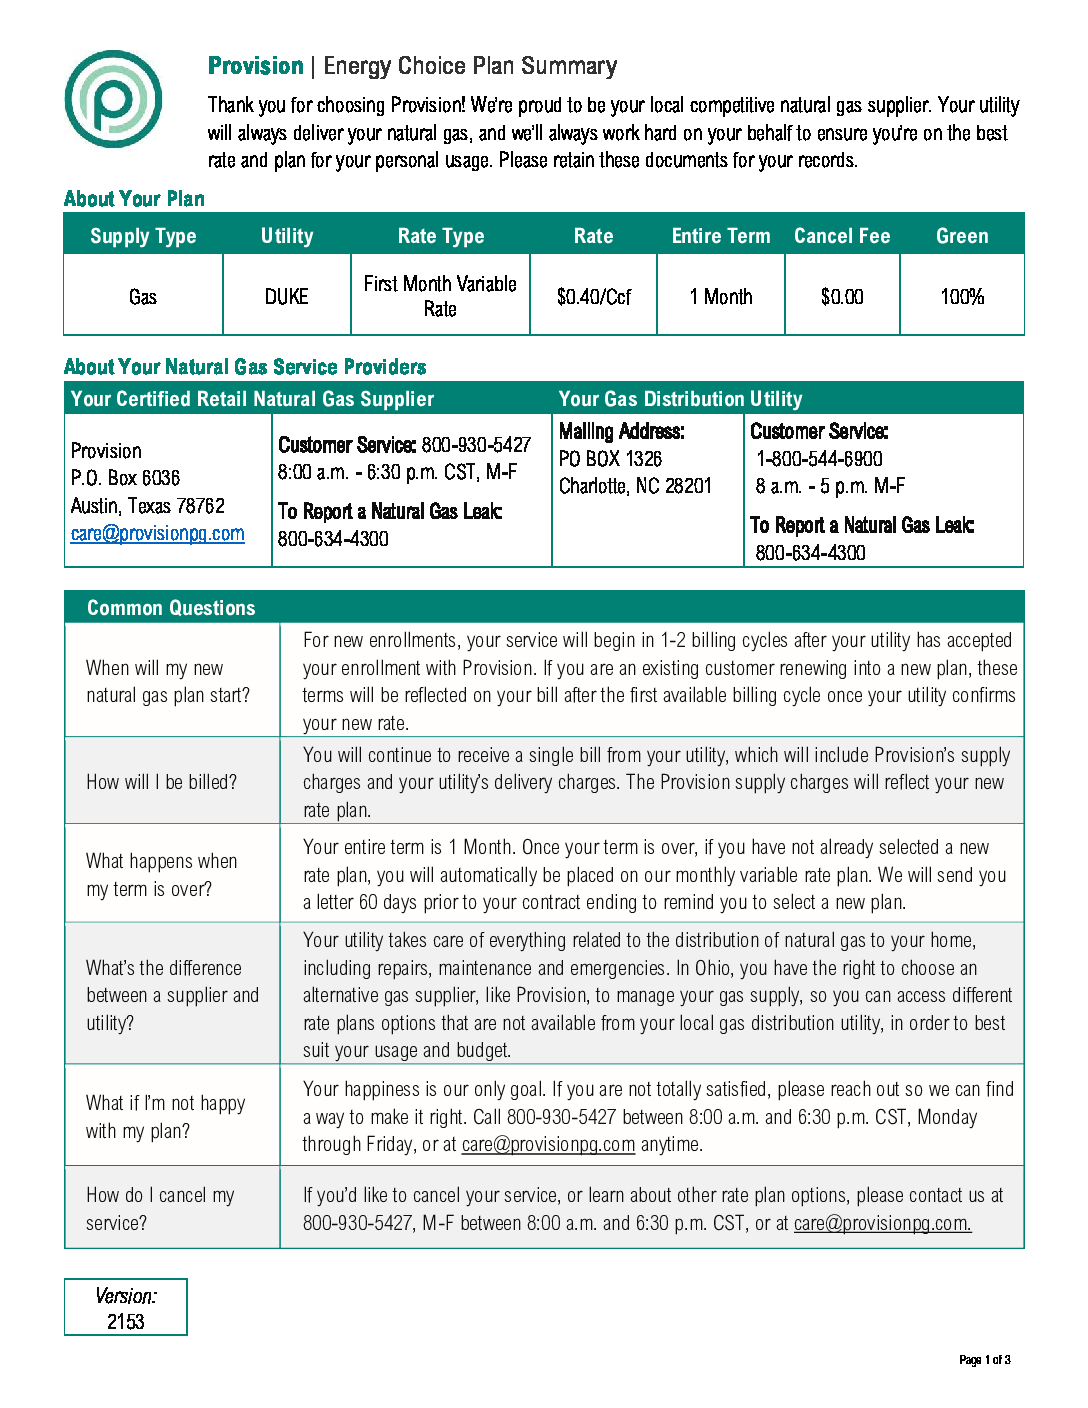 Provision | Energy Choice Plan Summary
Thank you for choosing Provision! We're proud to be your local competitive natural gas supplier. Your utility
will always deliver your natural gas, and we'll always work hard on your behalf to ensure you're on the best
rate and plan for your personal usage. Please retain these documents for your records.
About Your Plan
Supply Type Utility Rate Type Rate Entire Term Cancel Fee Green
Gas DUKE First Month Variable Rate $0.40/Ccf 1 Month $0.00 100%
About Your Natural Gas Service Providers
Your Certified Retail Natural Gas Supplier Your Gas Distribution Utility
Provision
P.O. Box 6036
Austin, Texas 78762
care@provisionpg.com
Customer Service: 800-930-5427
8:00 a.m. - 6:30 p.m. CST, M-F
To Report a Natural Gas Leak:
800-634-4300
Mailing Address:
PO BOX 1326
Charlotte, NC 28201
Customer Service:
1-800-544-6900
8 a.m. - 5 p.m. M-F
To Report a Natural Gas Leak:
800-634-4300
Common Questions
When will my new
natural gas plan start?
For new enrollments, your service will begin in 1-2 billing cycles after your utility has accepted
your enrollment with Provision. If you are an existing customer renewing into a new plan, these
terms will be reflected on your bill after the first available billing cycle once your utility confirms
your new rate.
How will I be billed?
You will continue to receive a single bill from your utility, which will include Provision's supply
charges and your utility's delivery charges. The Provision supply charges will reflect your new
rate plan.
What happens when
my term is over?
Your entire term is 1 Month. Once your term is over, if you have not already selected a new
rate plan, you will automatically be placed on our monthly variable rate plan. We will send you
a letter 60 days prior to your contract ending to remind you to select a new plan.
What's the difference
between a supplier and
utility?
Your utility takes care of everything related to the distribution of natural gas to your home,
including repairs, maintenance and emergencies. In Ohio, you have the right to choose an
alternative gas supplier, like Provision, to manage your gas supply, so you can access different
rate plans options that are not available from your local gas distribution utility, in order to best
suit your usage and budget.
What if I'm not happy
with my plan?
Your happiness is our only goal. If you are not totally satisfied, please reach out so we can find
a way to make it right. Call 800-930-5427 between 8:00 a.m. and 6:30 p.m. CST, Monday
through Friday, or at care@provisionpg.com anytime.
How do I cancel my
service?
If you'd like to cancel your service, or learn about other rate plan options, please contact us at
800-930-5427, M-F between 8:00 a.m. and 6:30 p.m. CST, or at care@provisionpg.com.
Version:
2153
Page 1 of 3